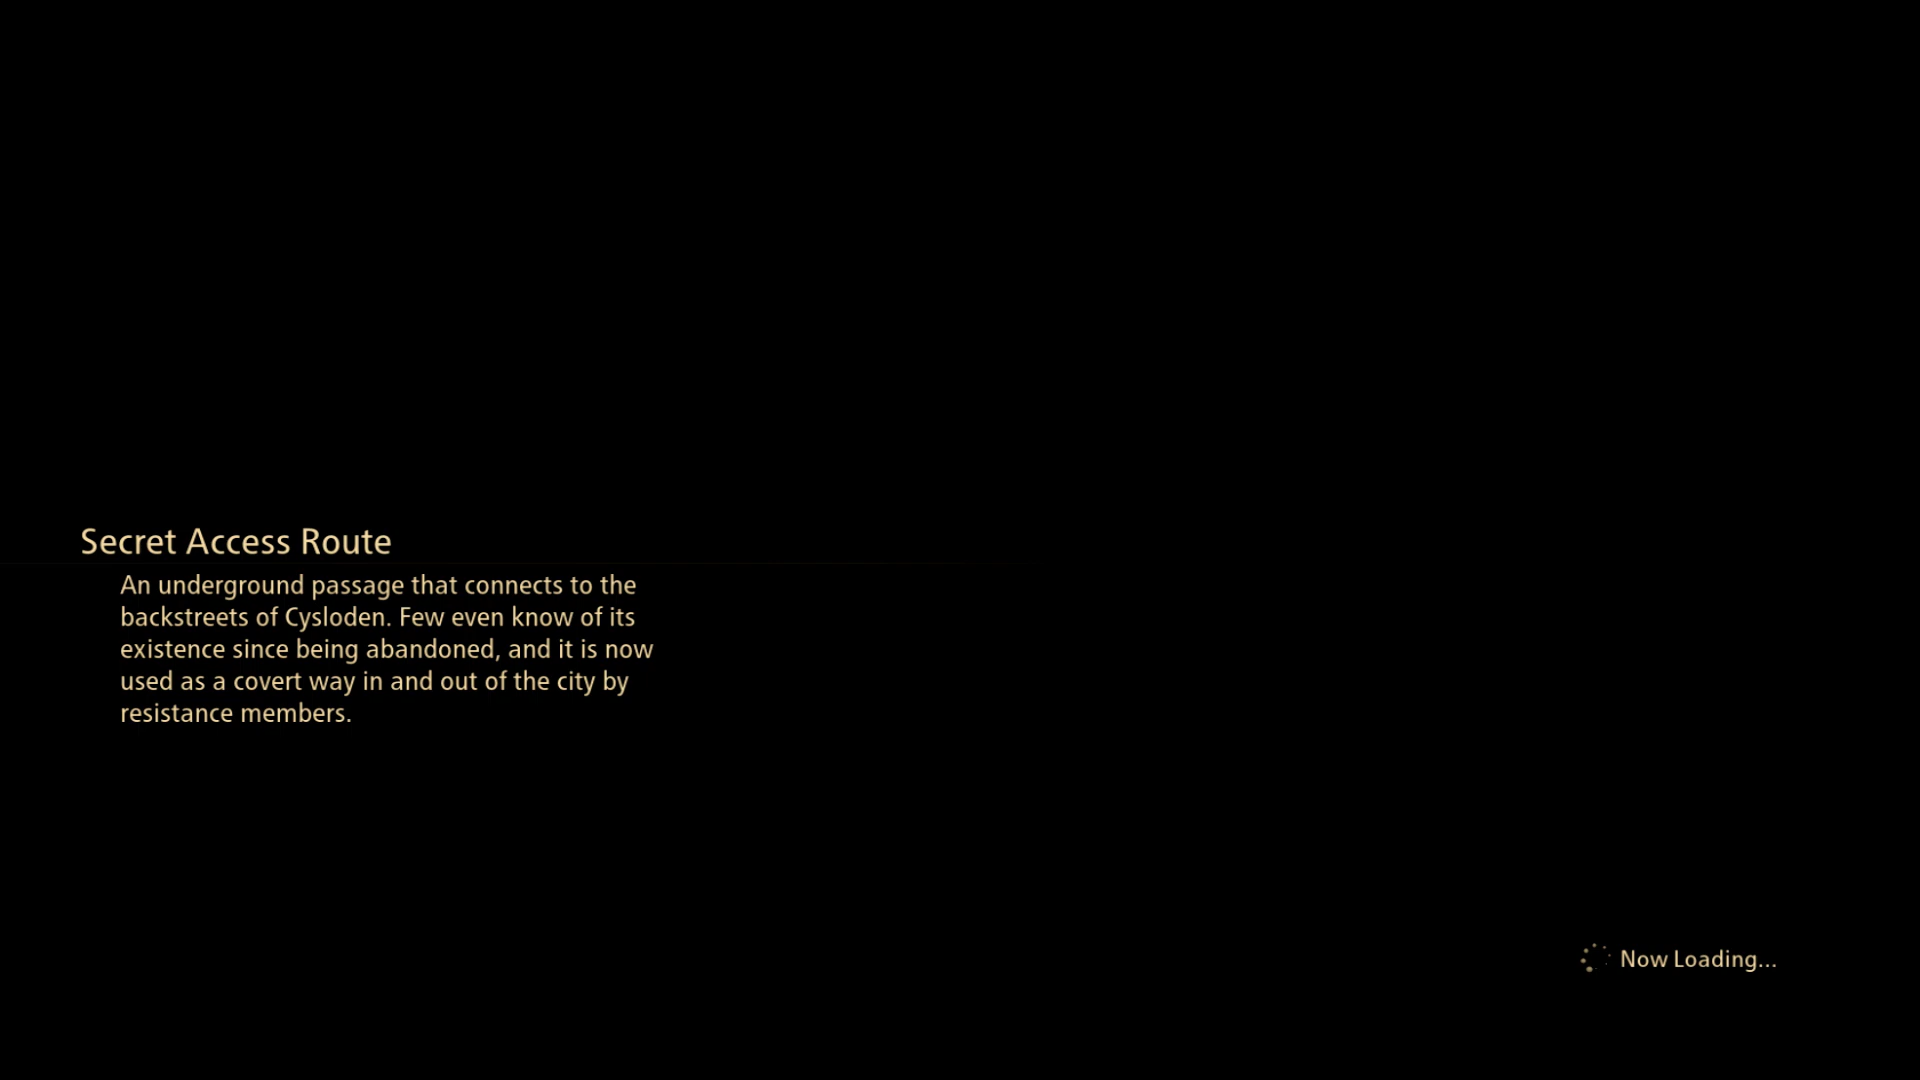 Secret Access Route
An underground passage that connects to the
backstreets of Cysloden. Few even know of its
existence since being abandoned, and it is now
used as a covert way in and out of the city by
resistance members.
Now Loading...